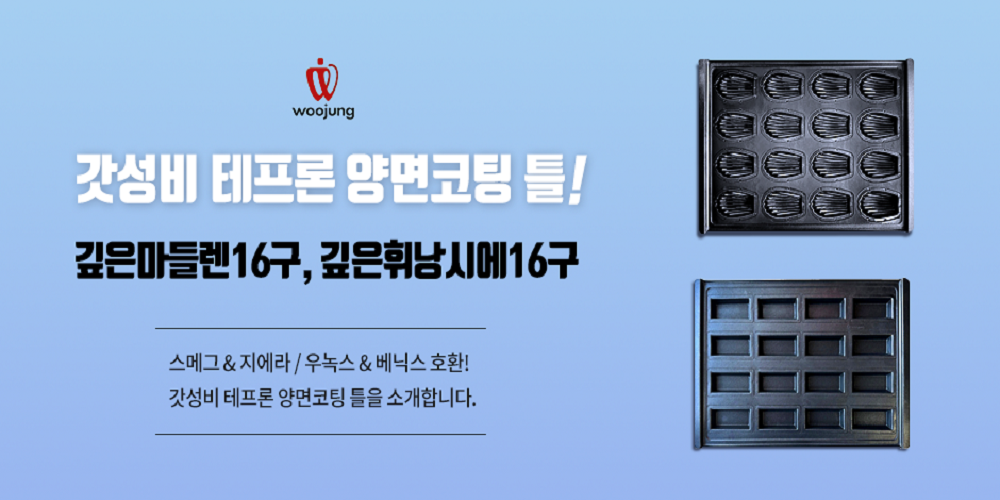 woojung
갓성비 테프론 양면코팅 틀!
깊은마들렌16구, 깊은휘낭시에16구
스메그 & 지에라 / 우녹스 & 베닉스 호환!
갓성비 테프론 양면코팅 틀을 소개합니다.